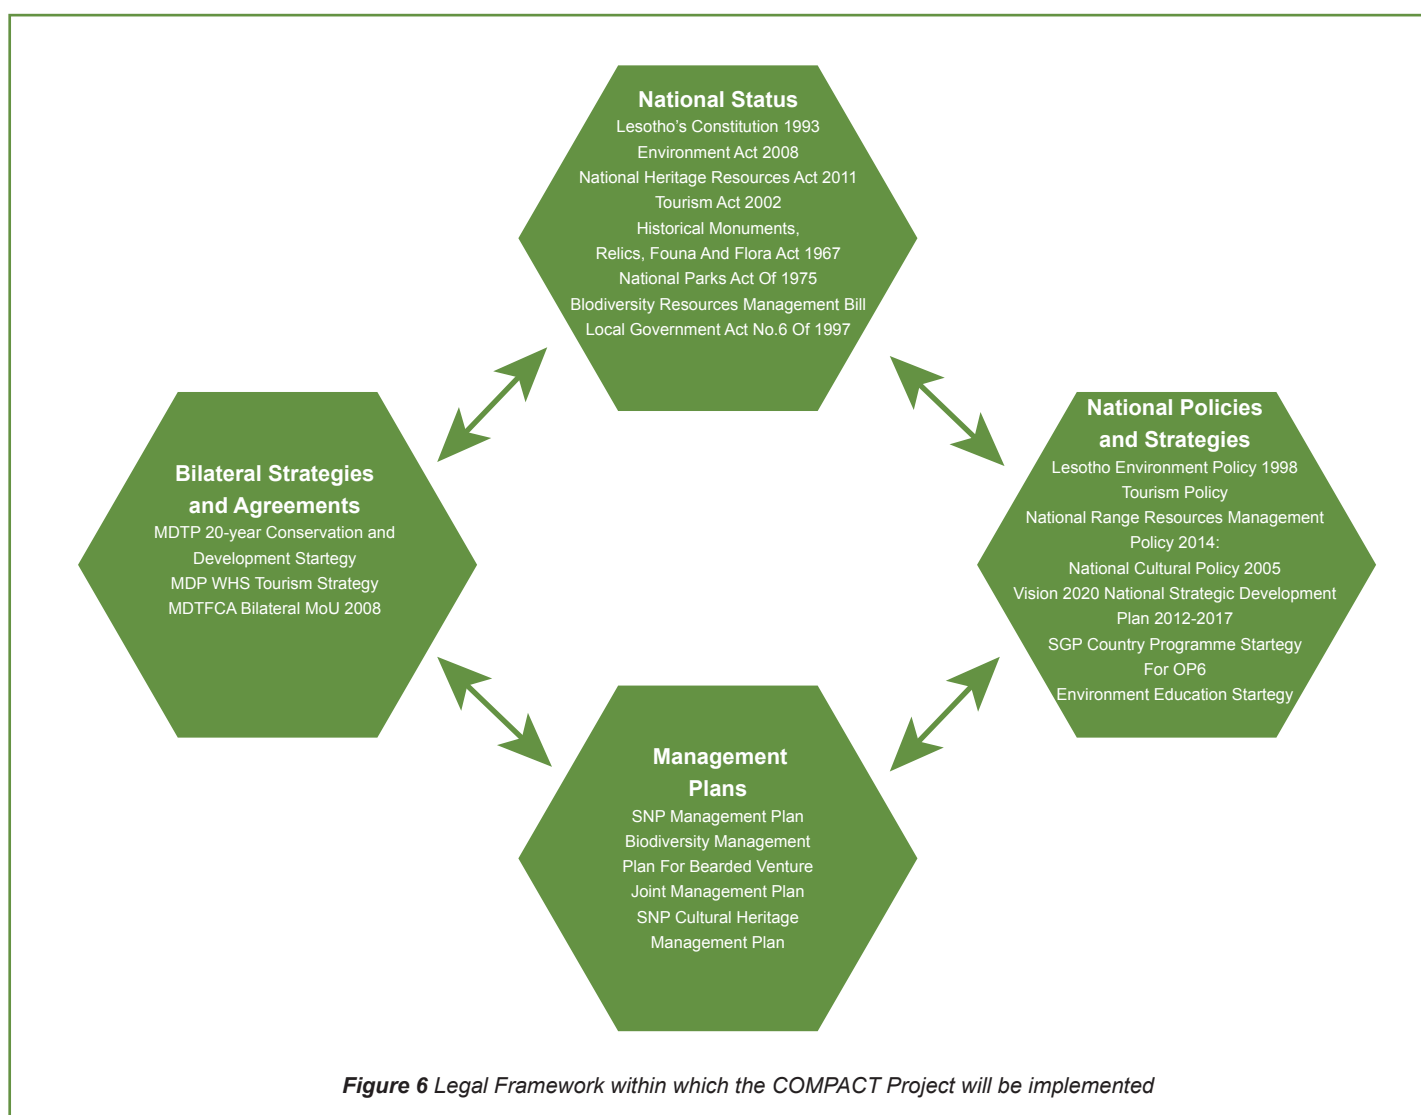 National Status
Lesotho’s Constitution 1993
Environment Act 2008
National Heritage Resources Act 2011
Tourism Act 2002
Historical Monuments,
Relics, Founa And Flora Act 1967
National Parks Act Of 1975
Blodiversity Resources Management Bill
Local Government Act No.6 Of 1997
Bilateral Strategies
and Agreements
MDTP 20-year Conservation and
Development Startegy
MDP WHS Tourism Strategy
MDTFCA Bilateral MoU 2008
National Policies
and Strategies
Lesotho Environment Policy 1998
Tourism Policy
National Range Resources Management
Policy 2014:
National Cultural Policy 2005
Vision 2020 National Strategic Development
Plan 2012-2017
SGP Country Programme Startegy
For OP6
Environment Education Startegy
Management
Plans
SNP Management Plan
Biodiversity Management
Plan For Bearded Venture
Joint Management Plan
SNP Cultural Heritage
Management Plan
Figure 6 Legal Framework within which the COMPACT Project will be implemented